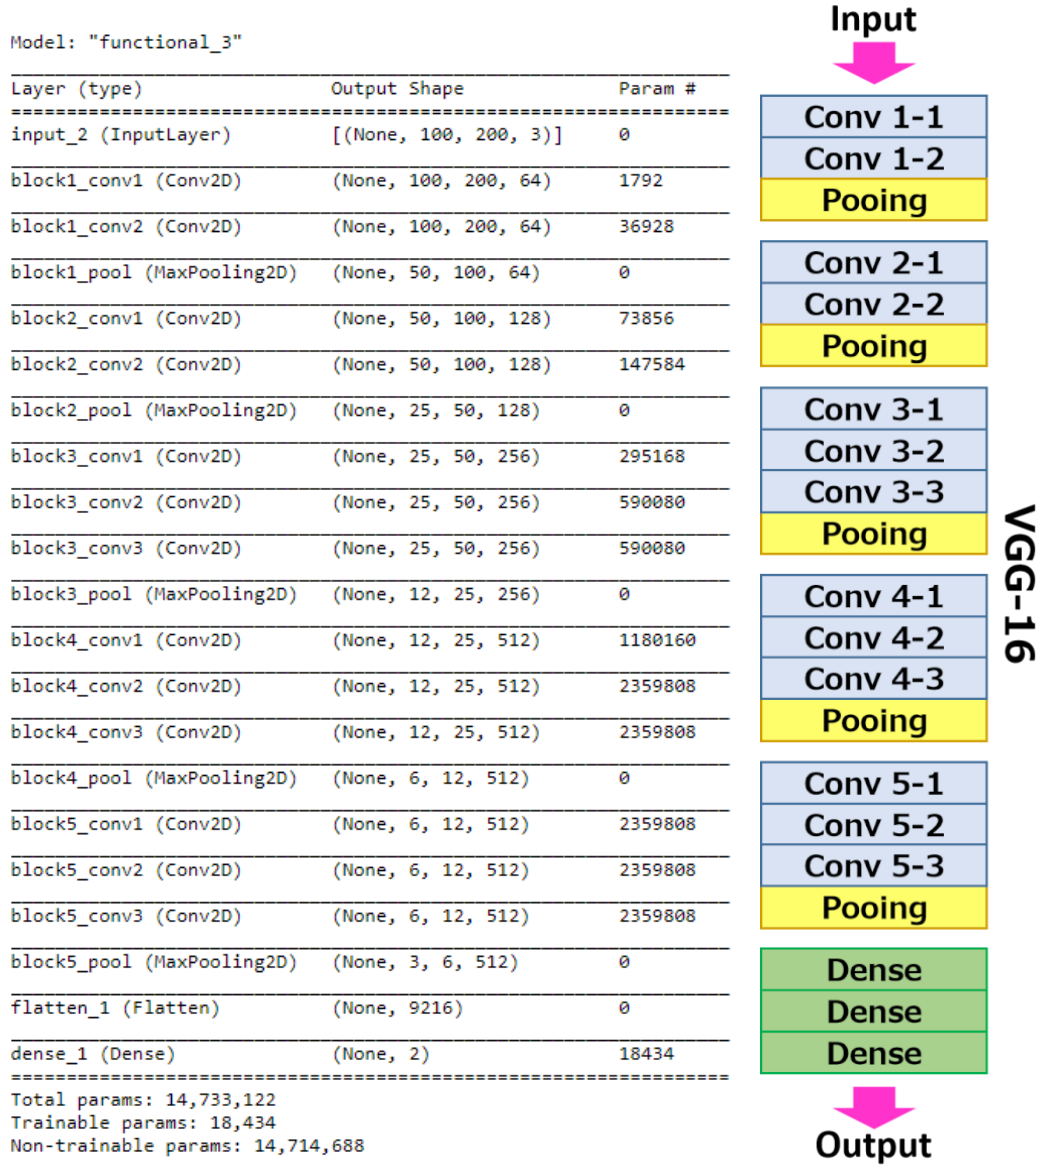 Model: "functional_3"
Layer (type) Output Shape Param #
input_2 (InputLayer) [(None, 100, 200, 3)] 0
block1_conv1 (Conv2D) (None, 100, 200, 64) 1792
block1_conv2 (Conv2D) (None, 100, 200, 64) 36928
block1_pool (MaxPooling2D) (None, 50, 100, 64) 0
block2_conv1 (Conv2D) (None, 50, 100, 128) 73856
block2_conv2 (Conv2D) (None, 50, 100, 128) 147584
block2_pool (MaxPooling2D) (None, 25, 50, 128) 0
block3_conv1 (Conv2D) (None, 25, 50, 256) 295168
block3_conv2 (Conv2D) (None, 25, 50, 256) 590080
block3_conv3 (Conv2D) (None, 25, 50, 256) 590080
block3_pool (MaxPooling2D) (None, 12, 25, 256) 0
block4_conv1 (Conv2D) (None, 12, 25, 512) 1180160
block4_conv2 (Conv2D) (None, 12, 25, 512) 2359808
block4_conv3 (Conv2D) (None, 12, 25, 512) 2359808
block4_pool (MaxPooling2D) (None, 6, 12, 512) 0
block5_conv1 (Conv2D) (None, 6, 12, 512) 2359808
block5_conv2 (Conv2D) (None, 6, 12, 512) 2359808
block5_conv3 (Conv2D) (None, 6, 12, 512) 2359808
block5_pool (MaxPooling2D) (None, 3, 6, 512) 0
flatten_1 (Flatten) (None, 9216) 0
dense_1 (Dense) (None, 2) 18434
Total params: 14,733,122
Trainable params: 18,434
Non-trainable params: 14,714,688
Input
Conv 1-1
Conv 1-2
Pooing
Conv 2-1
Conv 2-2
Pooing
Conv 3-1
Conv 3-2
Conv 3-3
Pooing
Conv 4-1
Conv 4-2
Conv 4-3
Pooing
Conv 5-1
Conv 5-2
Conv 5-3
Pooing
Dense
Dense
Dense
Output
VGG-16